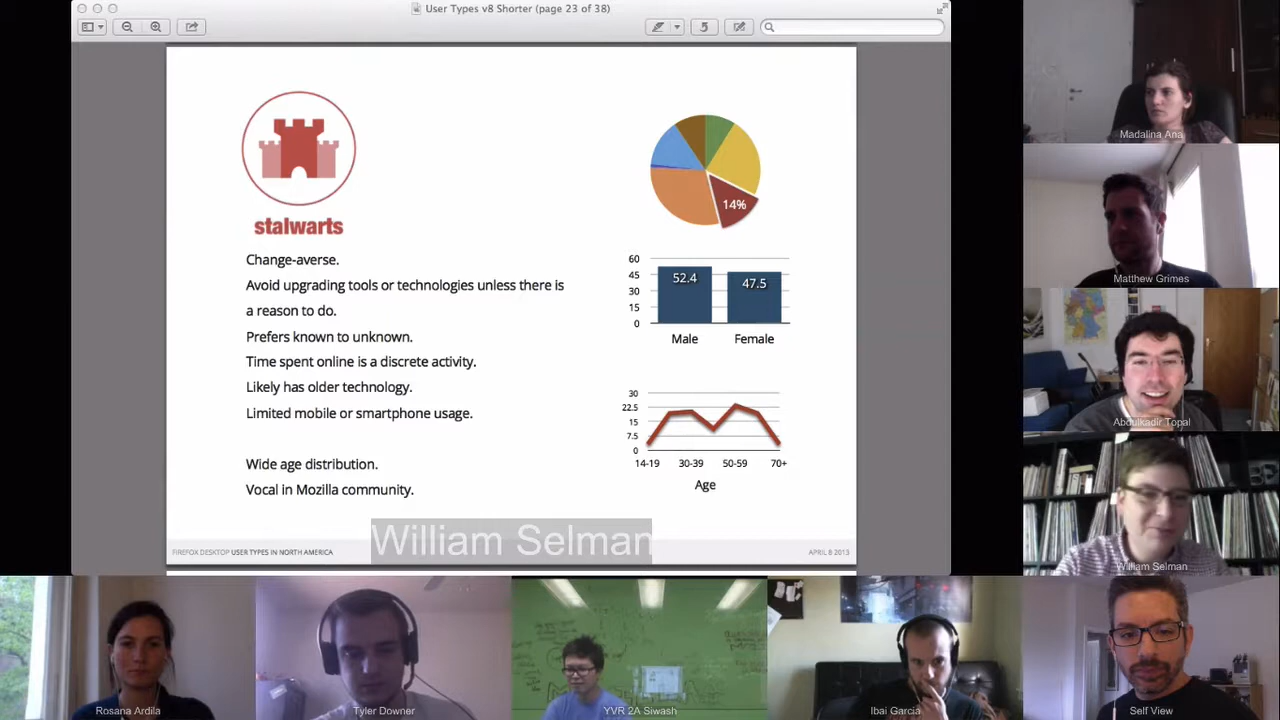 User Types v8 Shorter (page 23 of 38)
stalwarts
Change-averse.
Avoid upgrading tools or technologies unless there is
a reason to do.
Prefers known to unknown.
Time spent online is a discrete activity.
Likely has older technology.
Limited mobile or smartphone usage.
Wide age distribution.
Vocal in Mozilla community.
14%
60
45
30
15
0
52.4
47.5
Male
Female
30
22.5
15
7.5
0
14-19
30-39
50-59
70+
Age
William Selman
FIREFOX DESKTOP USER TYPES IN NORTH AMERICA
APRIL 8 2013
Madalina Ana
Matthew Grimes
Abdulkadir Topal
William Selman
Rosana Ardila
Tyler Downer
YVR 2A Siwash
Ibai Garcia
Self View